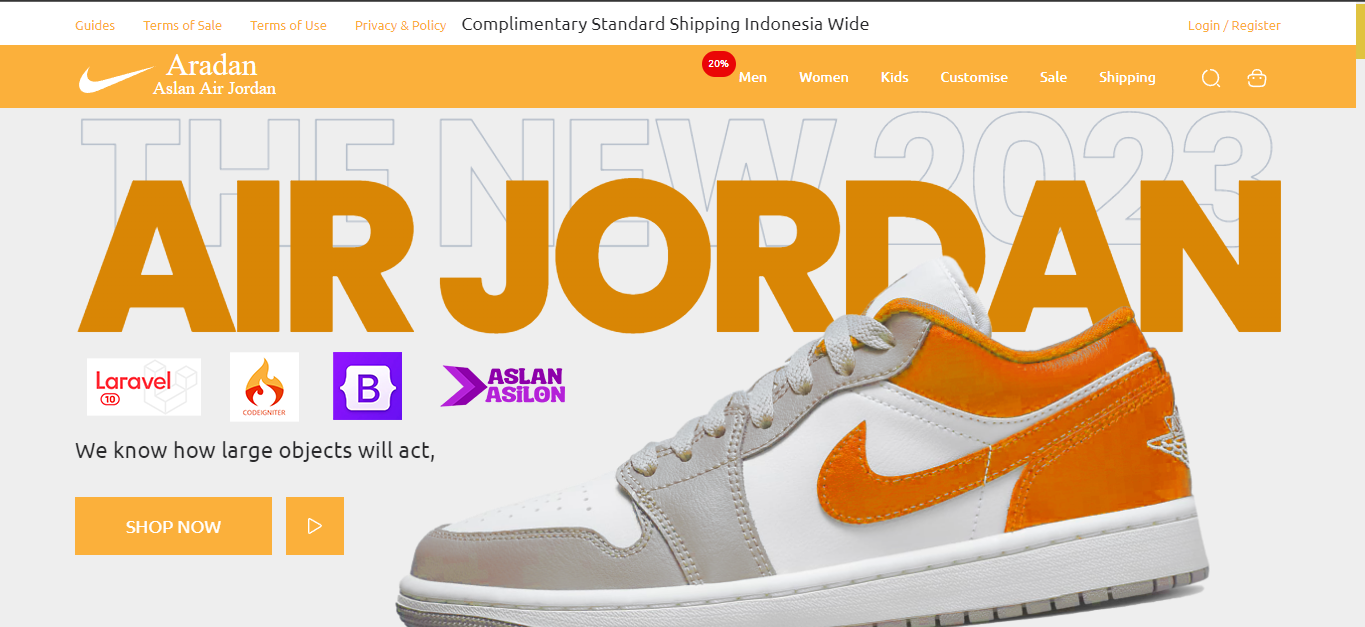 Guides Terms of Sale Terms of Use Privacy & Policy Complimentary Standard Shipping Indonesia Wide Login / Register
Aradan
Aslan Air Jordan
20%
Men Women Kids Customise Sale Shipping
THE NEW 2023
AIR JORDAN
Laravel
10
CODEIGNITER
B
ASLAN
ASILON
We know how large objects will act,
SHOP NOW